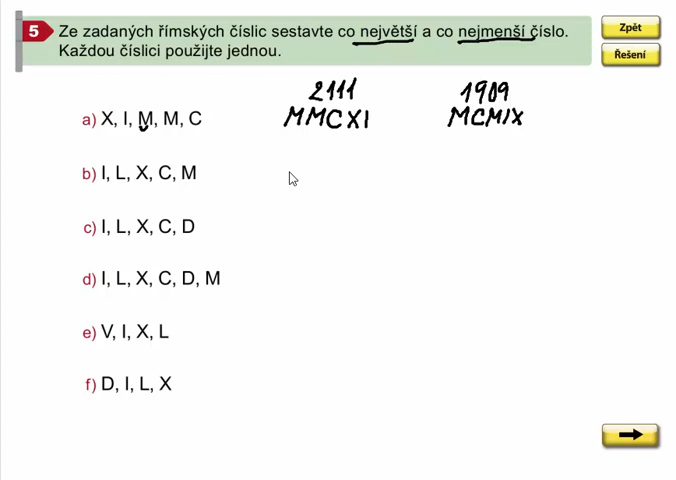 5 Ze zadaných římských číslic sestavte co největší a co nejmenší číslo.
Každou číslici použijte jednou.
Zpět
Řešení
2111 1909
a) X, I, M, M, C MMCXI MCMIX
b) I, L, X, C, M
c) I, L, X, C, D
d) I, L, X, C, D, M
e) V, I, X, L
f) D, I, L, X